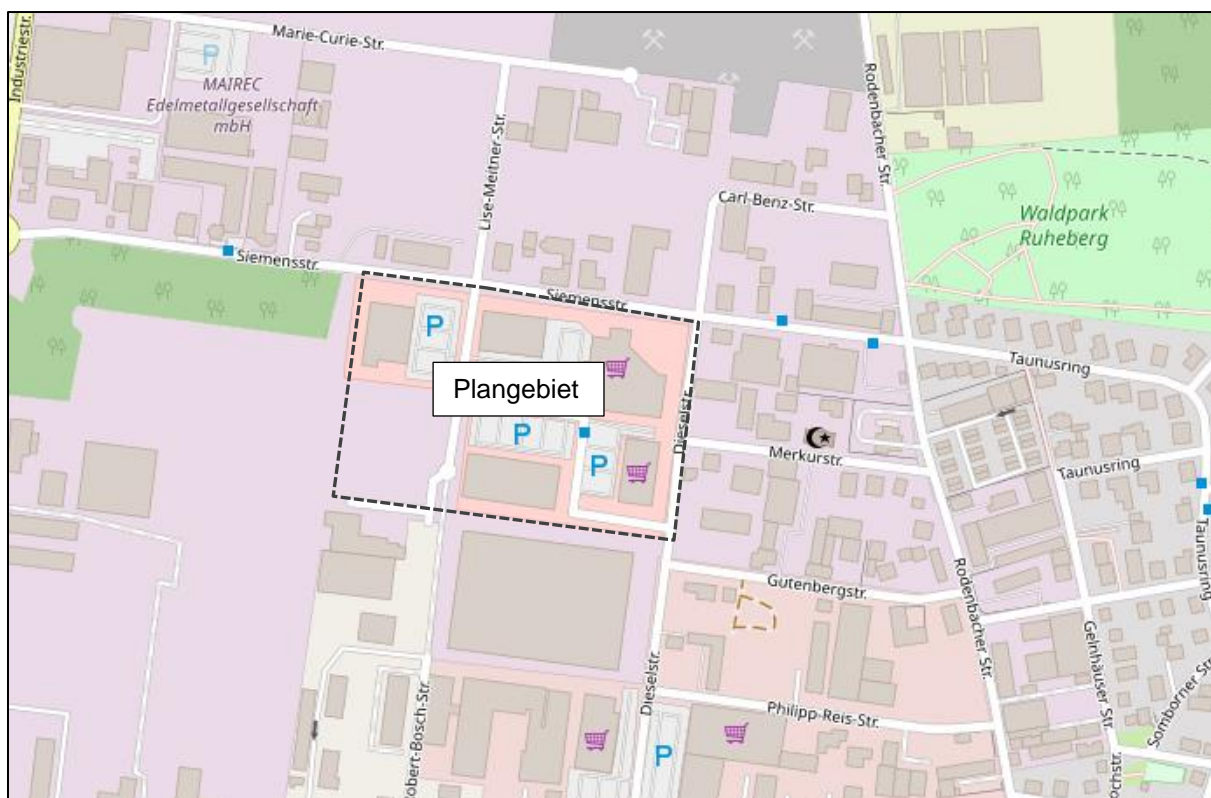 Marie-Curie-Str.
Industriestr.
P
MAIREC
Edelmetallgesellschaft
mbH
Rodenbacher Str.
Lise-Meitner-Str.
Carl-Benz-Str.
Waldpark
Ruheberg
Siemensstr.
Siemensstr.
P
Taunusring
Plangebiet
Dieselstr.
P
P
Merkurstr.
Taunusring
Taunusring
Gutenbergstr.
Rodenbacher Str.
Gelnhäuser Str.
Somborner Str
Dieselstr.
Philipp-Reis-Str.
P
obert-Bosch-Str.
ochstr.